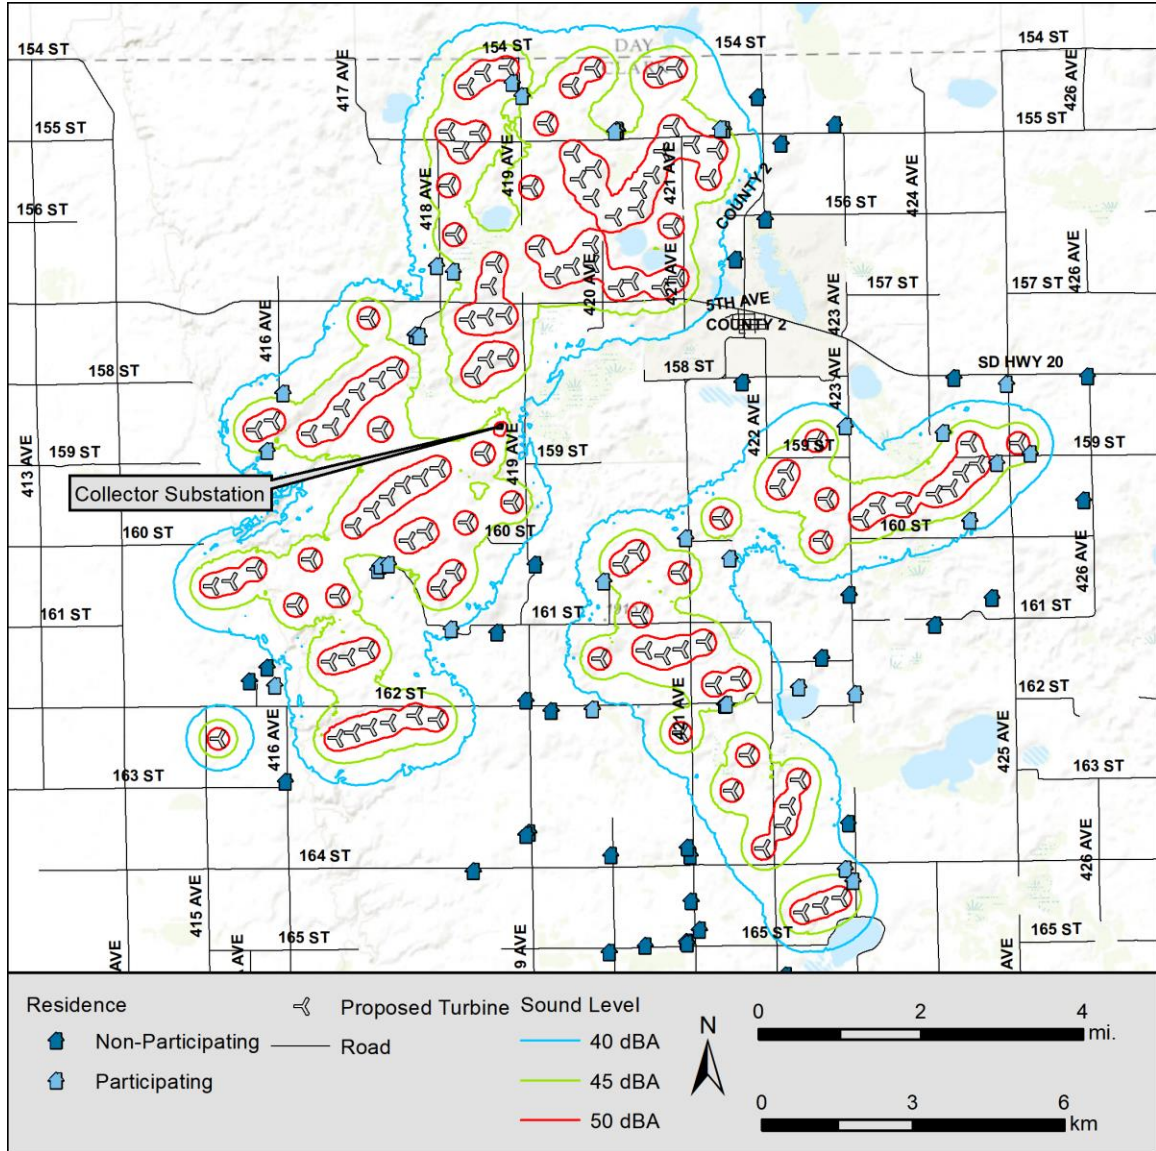 DAY
CLARK
154 ST
154 ST
154 ST
154 ST
417 AVE
426 AVE
155 ST
155 ST
418 AVE
419 AVE
421 AVE
COUNTY 2
424 AVE
156 ST
156 ST
416 AVE
420 AVE
421 AVE
423 AVE
426 AVE
157 ST
157 ST
5TH AVE
COUNTY 2
158 ST
158 ST
SD HWY 20
423 AVE
422 AVE
413 AVE
159 ST
419 AVE
159 ST
159 ST
159 ST
Collector Substation
160 ST
160 ST
160 ST
426 AVE
161 ST
161 ST
161 ST
162 ST
162 ST
416 AVE
421 AVE
425 AVE
163 ST
163 ST
164 ST
426 AVE
415 AVE
165 ST
165 ST
165 ST
AVE
AVE
9 AVE
AVE
Residence
Non-Participating
Participating
Proposed Turbine
Road
Sound Level
40 dBA
45 dBA
50 dBA
N
0 2 4
mi.
0 3 6
km